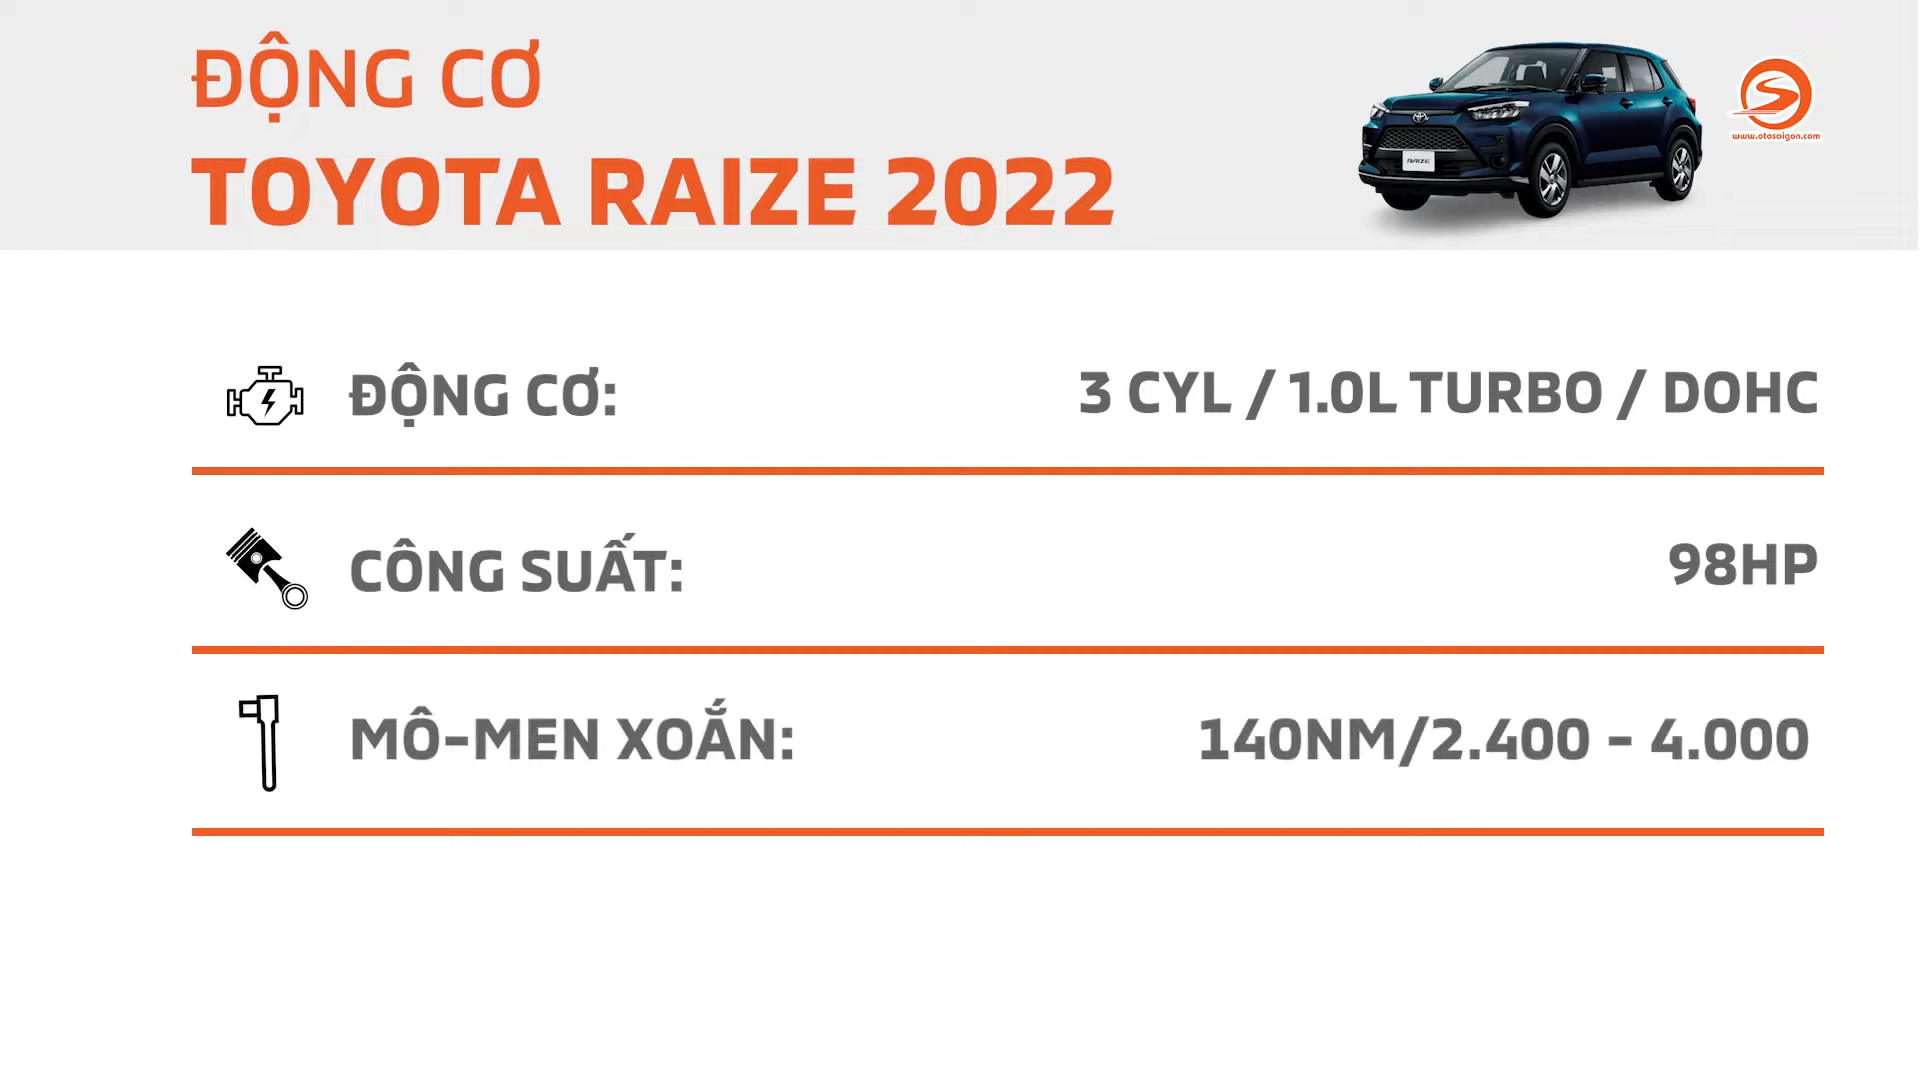 ĐỘNG CƠ
TOYOTA RAIZE 2022
RAIZE
www.otosaigon.com
ĐỘNG CƠ: 3 CYL / 1.0L TURBO / DOHC
CÔNG SUẤT: 98HP
MÔ-MEN XOẮN: 140NM/2.400 - 4.000